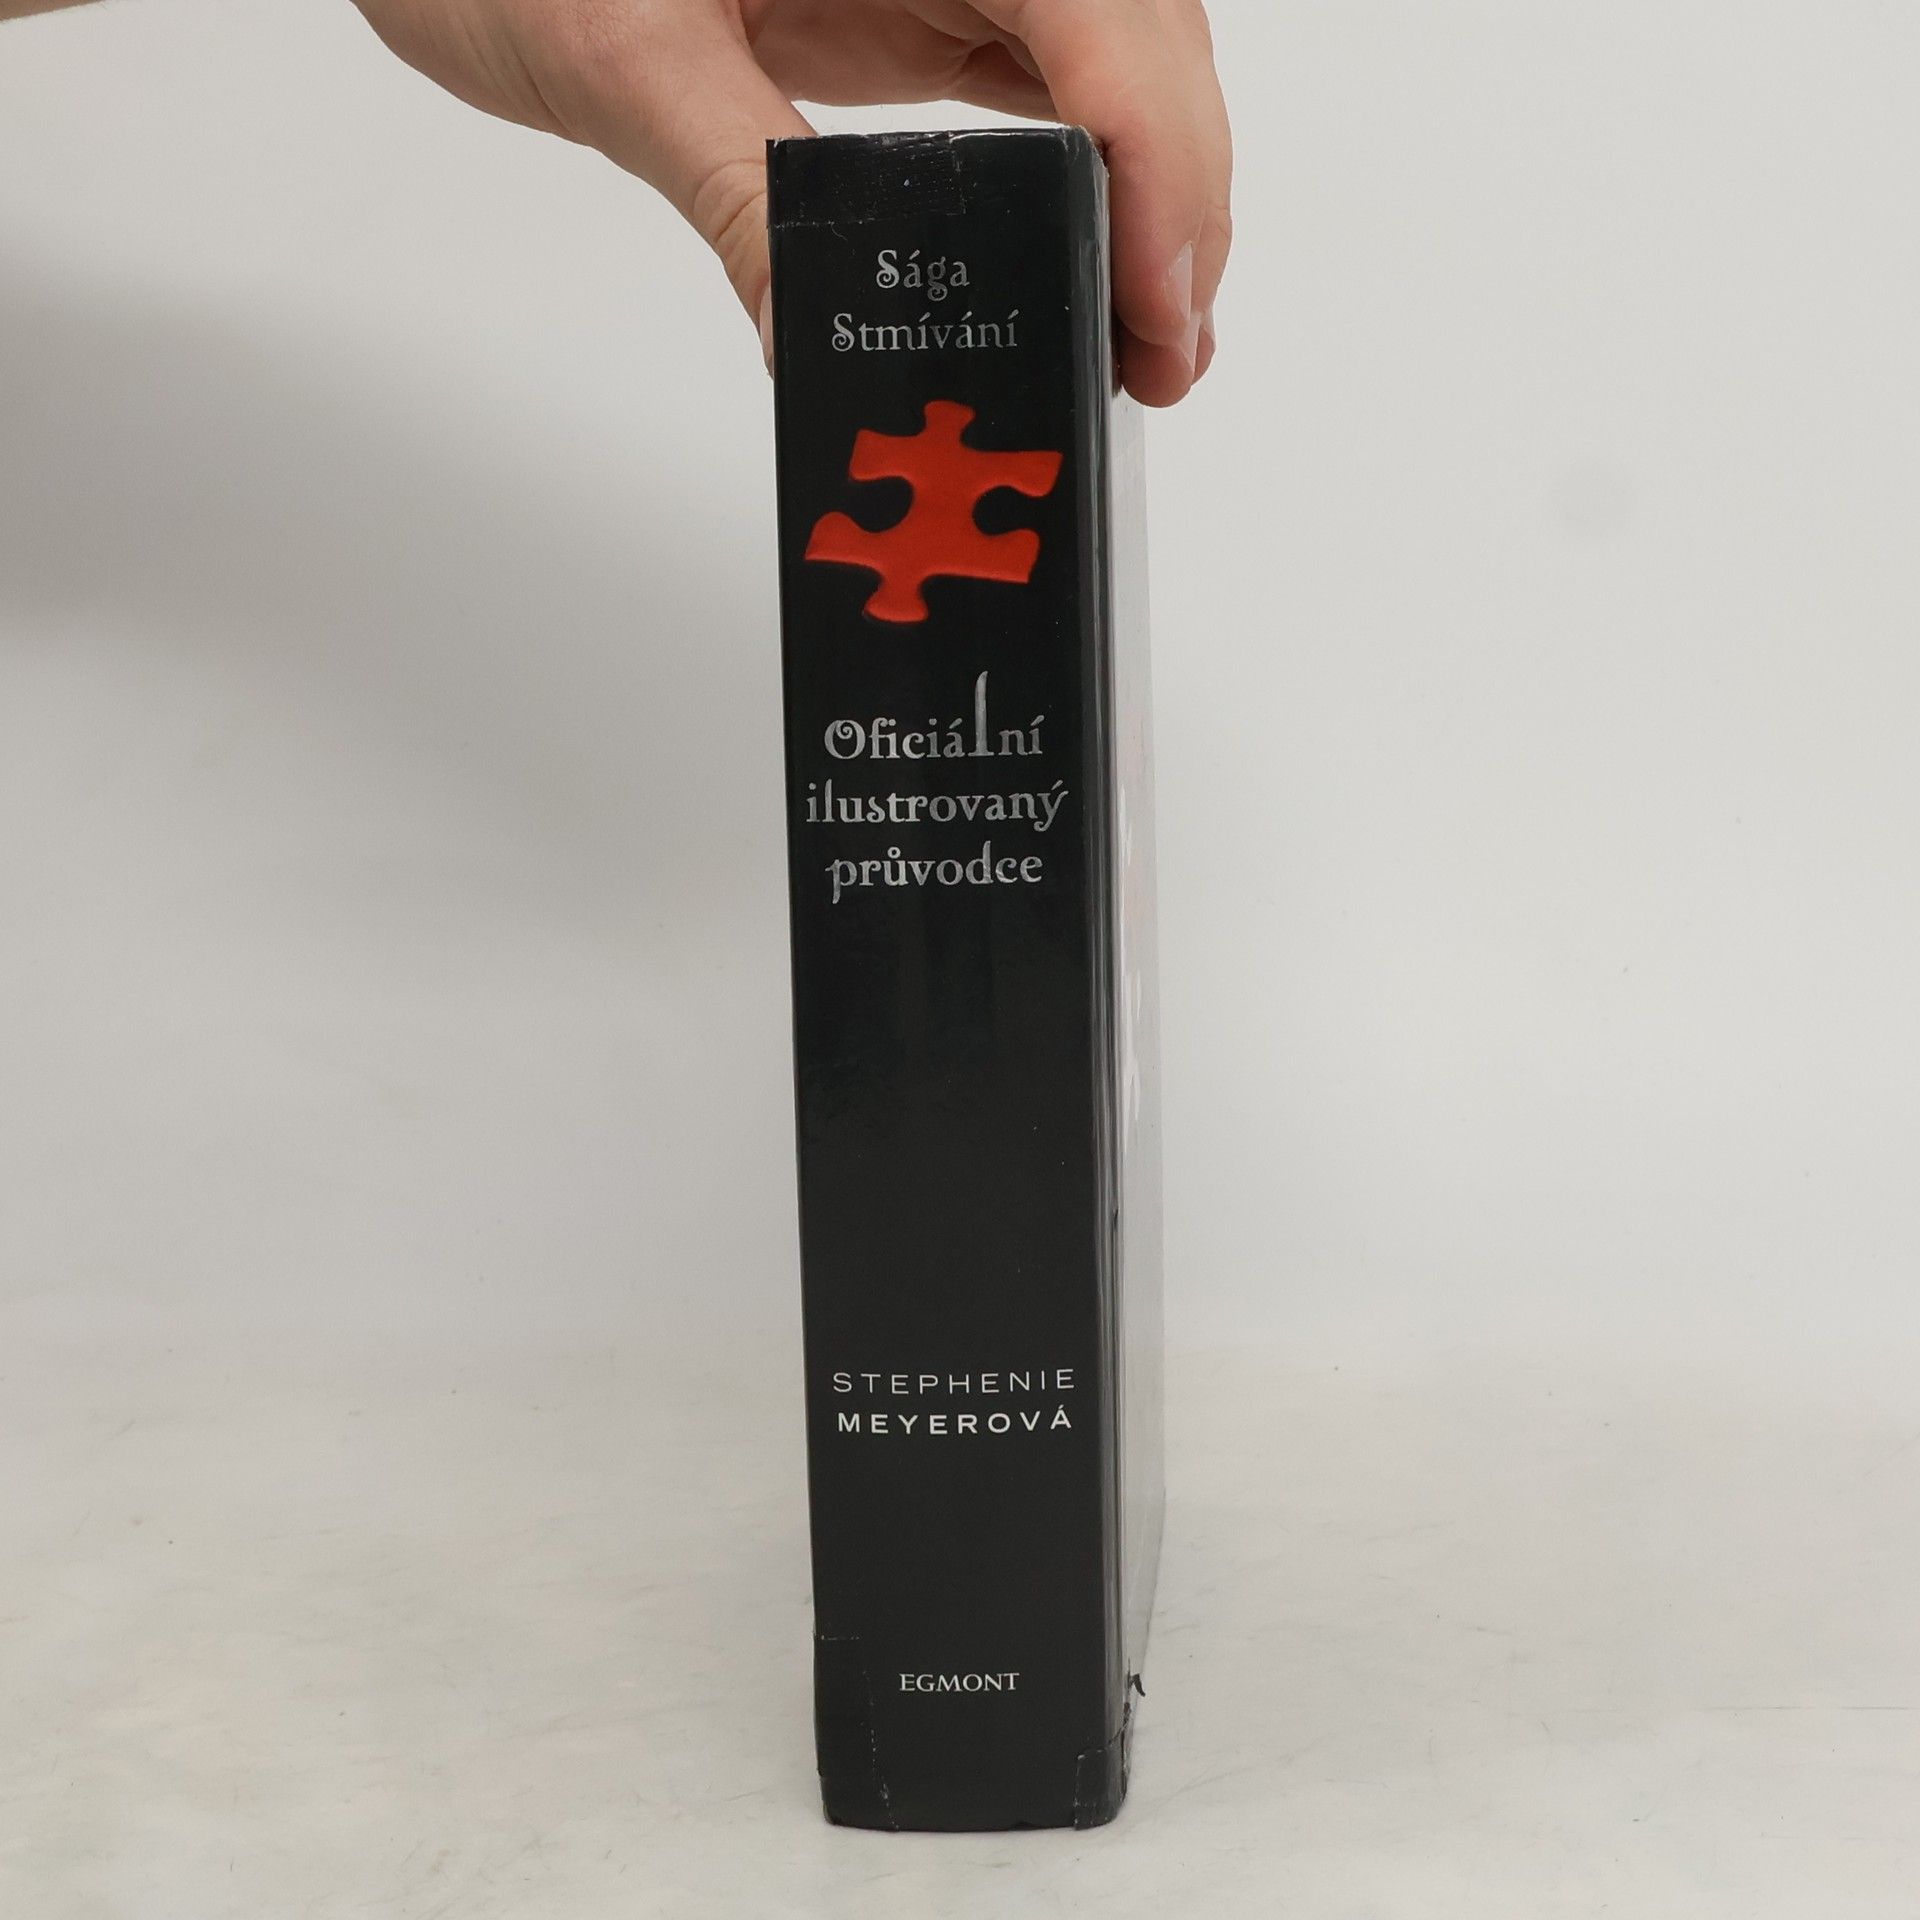 Sága
Stmívání
Oficiální
ilustrovaný
průvodce
STEPHENIE
MEYEROVÁ
EGMONT